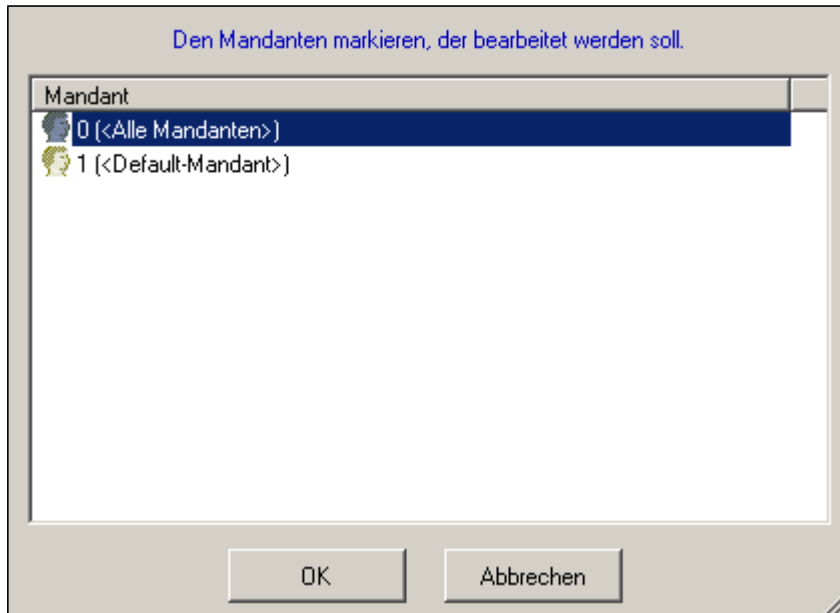 Den Mandanten markieren, der bearbeitet werden soll.
Mandant
0 (<Alle Mandanten>)
1 (<Default-Mandant>)
OK
Abbrechen